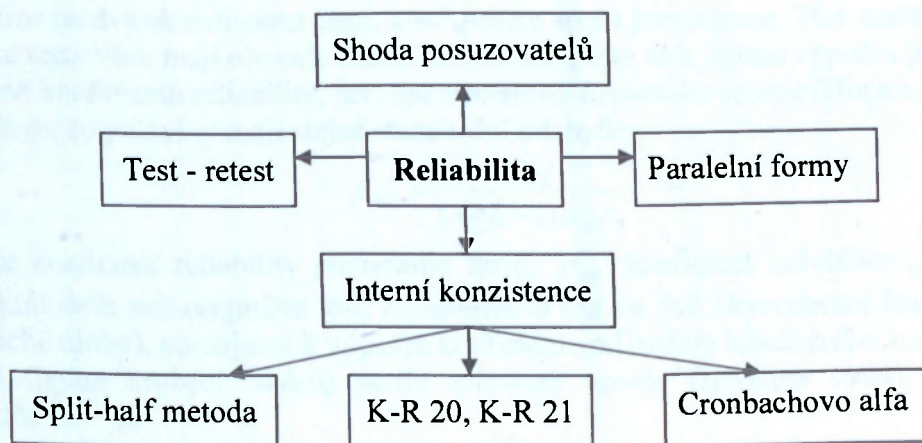 Shoda posuzovatelů
Test - retest
Reliabilita
Paralelní formy
Interní konzistence
Split-half metoda
K-R 20, K-R 21
Cronbachovo alfa